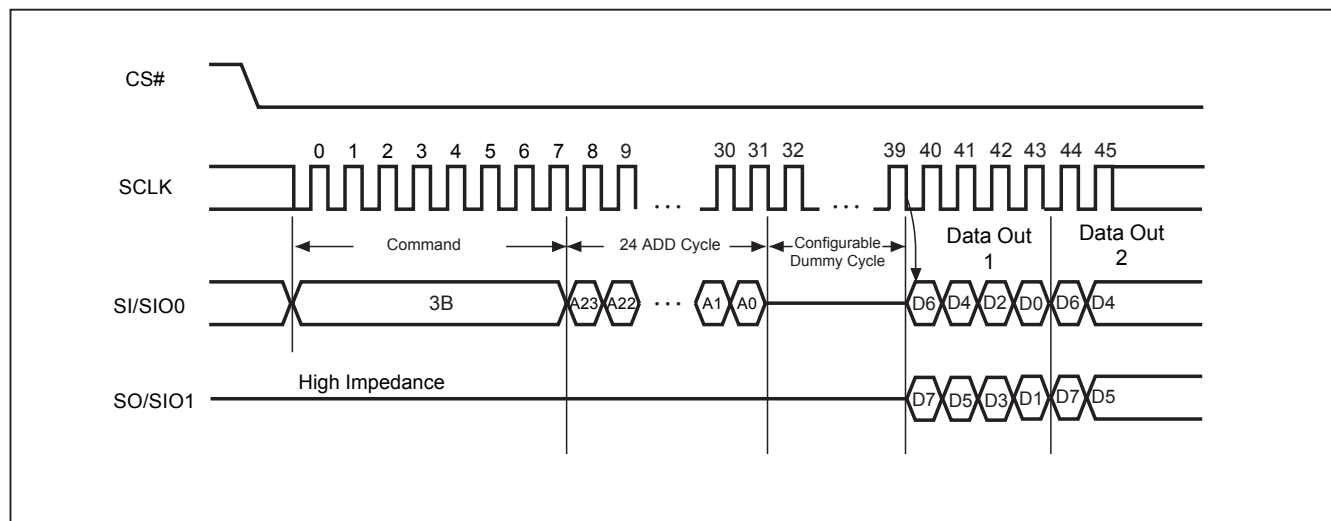 CS#
0 1 2 3 4 5 6 7 8 9 30 31 32 39 40 41 42 43 44 45
SCLK
... ...
Command 24 ADD Cycle Configurable Dummy Cycle Data Out 1 Data Out 2
SI/SIO0 3B A23 A22 ... A1 A0 D6 D4 D2 D0 D6 D4
High Impedance
SO/SIO1 D7 D5 D3 D1 D7 D5